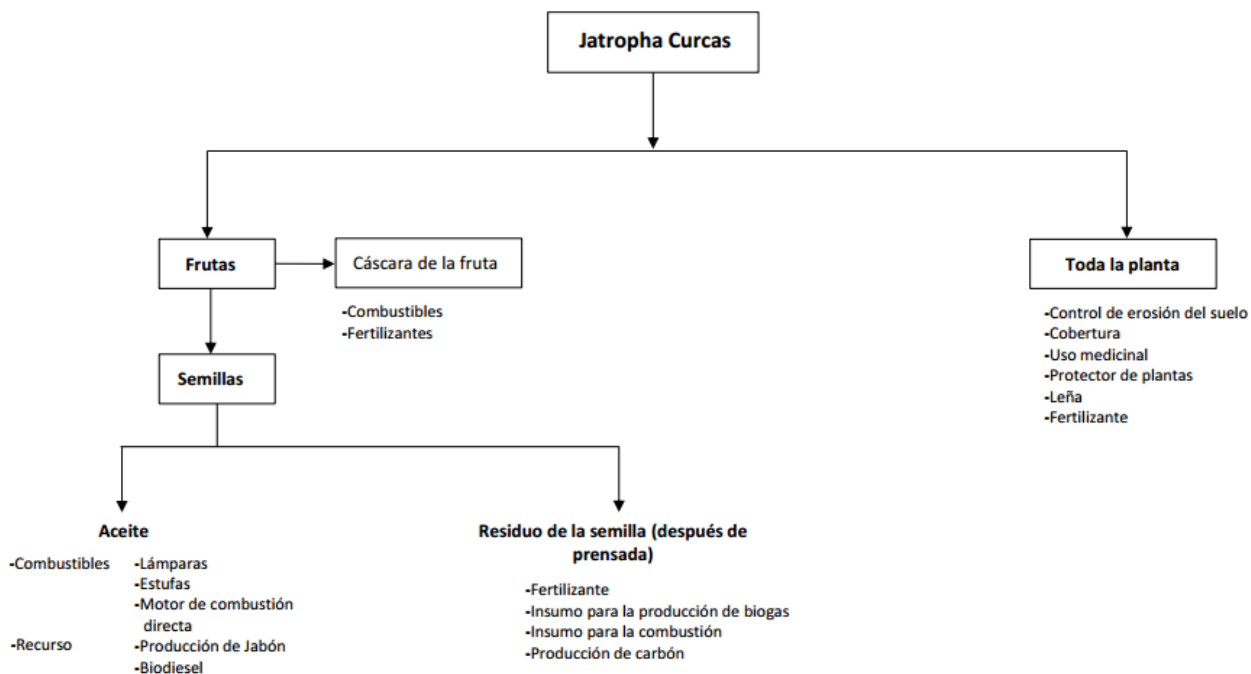 Jatropha Curcas
Frutas
Cáscara de la fruta
Toda la planta
-Combustibles
-Fertilizantes
-Control de erosión del suelo
-Cobertura
-Uso medicinal
-Protector de plantas
-Leña
-Fertilizante
Semillas
Aceite
-Combustibles -Lámparas
-Estufas
-Motor de combustión
directa
-Recurso -Producción de Jabón
-Biodiesel
Residuo de la semilla (después de
prensada)
-Fertilizante
-Insumo para la producción de biogas
-Insumo para la combustión
-Producción de carbón